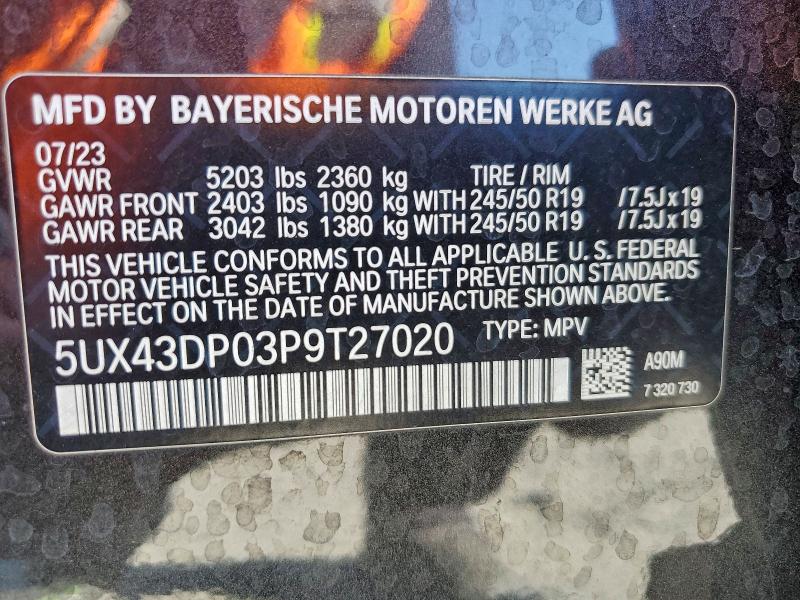 MFD BY BAYERISCHE MOTOREN WERKE AG
07/23
GVWR 5203 lbs 2360 kg TIRE / RIM
GAWR FRONT 2403 lbs 1090 kg WITH 245/50 R19 /7.5Jx19
GAWR REAR 3042 lbs 1380 kg WITH 245/50 R19 /7.5Jx19
THIS VEHICLE CONFORMS TO ALL APPLICABLE U. S. FEDERAL
MOTOR VEHICLE SAFETY AND THEFT PREVENTION STANDARDS
IN EFFECT ON THE DATE OF MANUFACTURE SHOWN ABOVE.
5UX43DP03P9T27020 TYPE: MPV
A90M
7 320 730